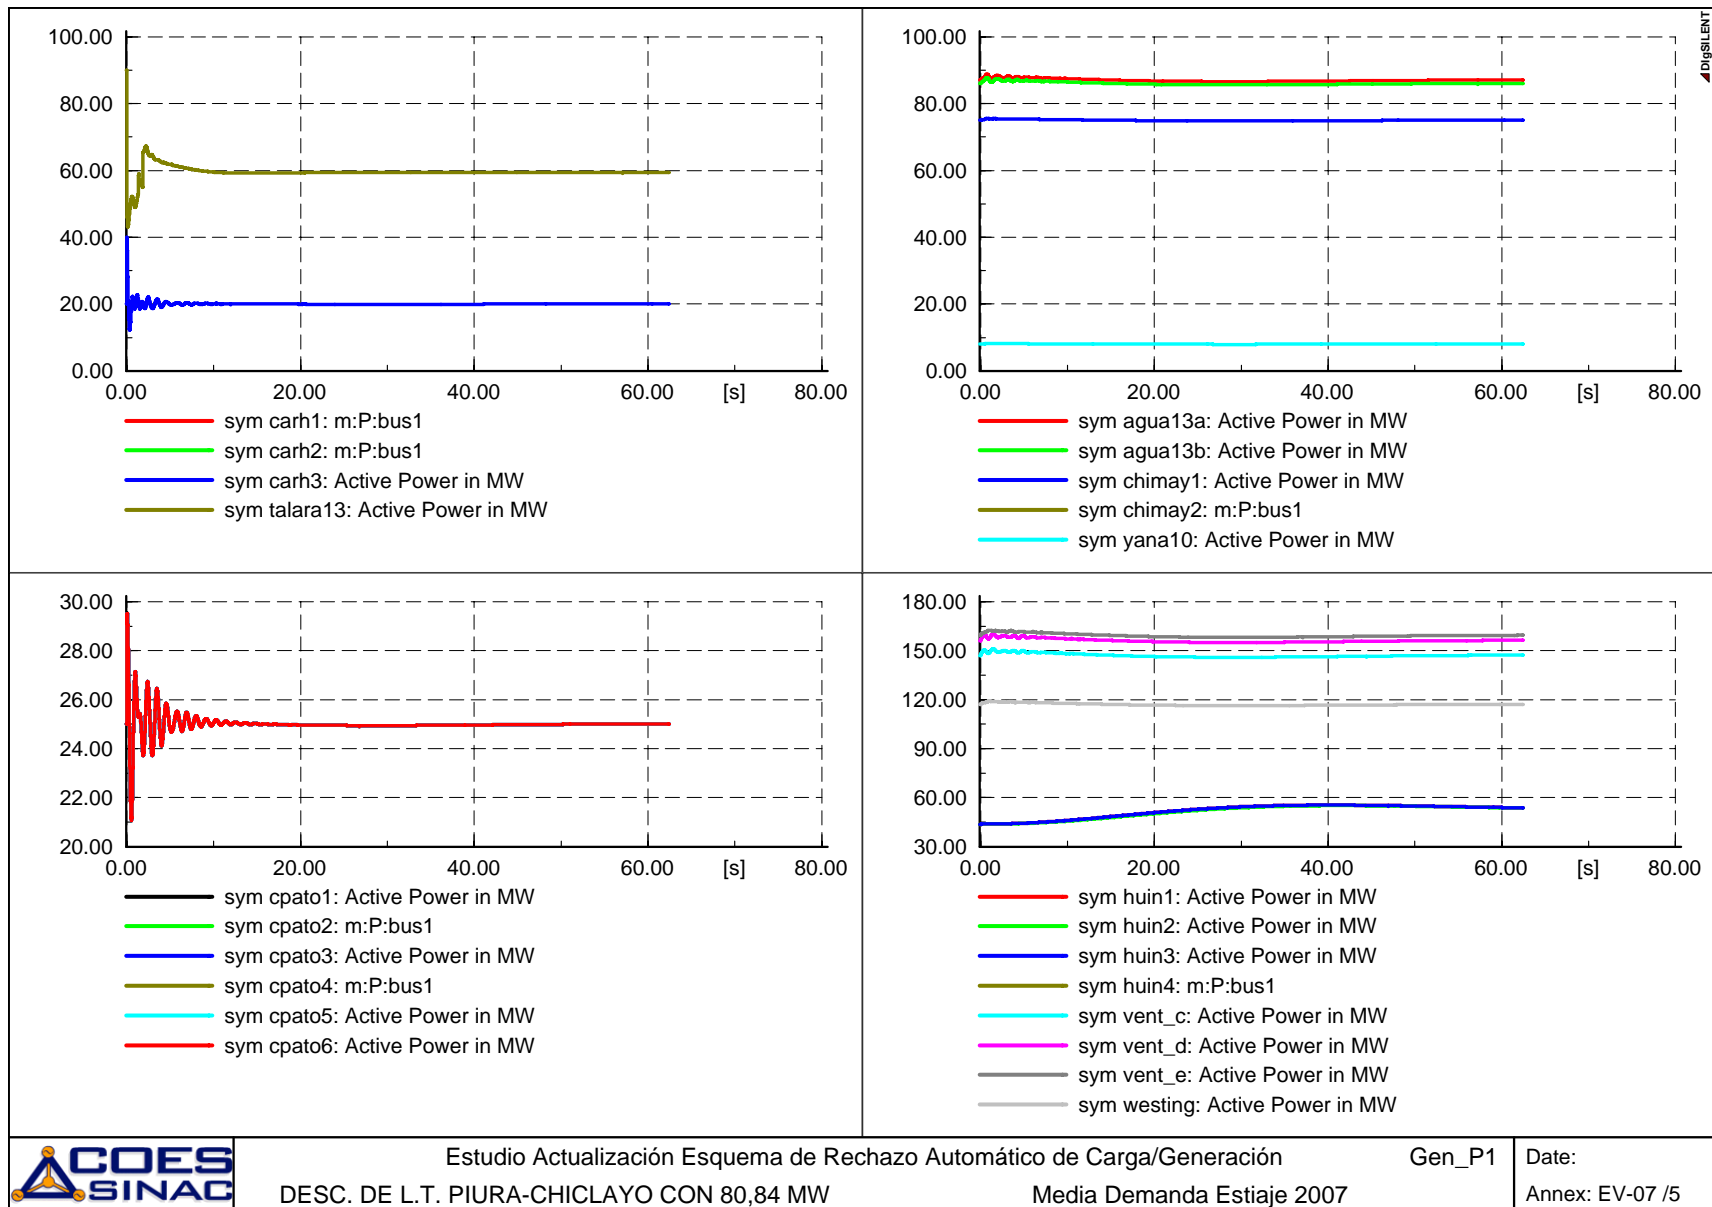 DIgSILENT
100.00
80.00
60.00
40.00
20.00
0.00
0.00 20.00 40.00 60.00 [s] 80.00
sym carh1: m:P:bus1
sym carh2: m:P:bus1
sym carh3: Active Power in MW
sym talara13: Active Power in MW
100.00
80.00
60.00
40.00
20.00
0.00
0.00 20.00 40.00 60.00 [s] 80.00
sym agua13a: Active Power in MW
sym agua13b: Active Power in MW
sym chimay1: Active Power in MW
sym chimay2: m:P:bus1
sym yana10: Active Power in MW
30.00
28.00
26.00
24.00
22.00
20.00
0.00 20.00 40.00 60.00 [s] 80.00
sym cpato1: Active Power in MW
sym cpato2: m:P:bus1
sym cpato3: Active Power in MW
sym cpato4: m:P:bus1
sym cpato5: Active Power in MW
sym cpato6: Active Power in MW
180.00
150.00
120.00
90.00
60.00
30.00
0.00 20.00 40.00 60.00 [s] 80.00
sym huin1: Active Power in MW
sym huin2: Active Power in MW
sym huin3: Active Power in MW
sym huin4: m:P:bus1
sym vent_c: Active Power in MW
sym vent_d: Active Power in MW
sym vent_e: Active Power in MW
sym westing: Active Power in MW
COES
SINAC
Estudio Actualización Esquema de Rechazo Automático de Carga/Generación Gen_P1
DESC. DE L.T. PIURA-CHICLAYO CON 80,84 MW Media Demanda Estiaje 2007
Date:
Annex: EV-07 /5